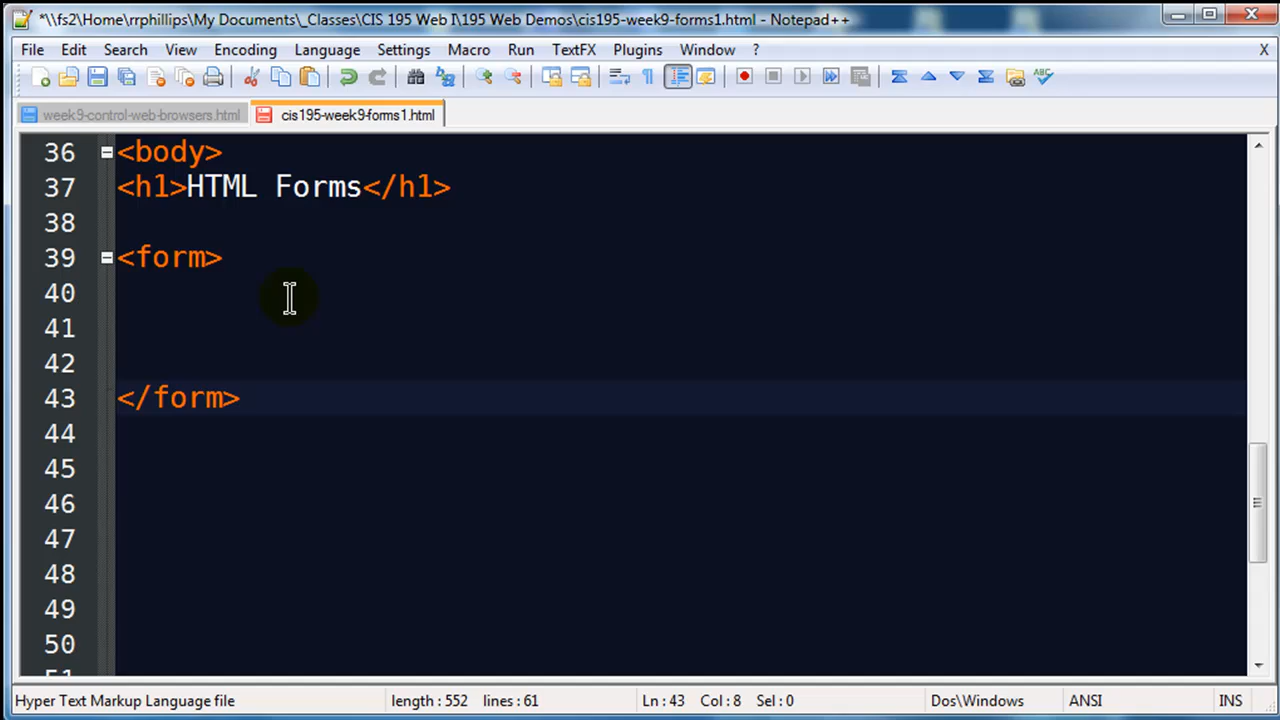 *\\fs2\Home\rrphillips\My Documents\_Classes\CIS 195 Web I\195 Web Demos\cis195-week9-forms1.html - Notepad++
File Edit Search View Encoding Language Settings Macro Run TextFX Plugins Window ? X
week9-control-web-browsers.html cis195-week9-forms1.html
36 <body>
37 <h1>HTML Forms</h1>
38
39 <form>
40
41
42
43 </form>
44
45
46
47
48
49
50
51
Hyper Text Markup Language file length : 552 lines : 61 Ln : 43 Col : 8 Sel : 0 Dos\Windows ANSI INS